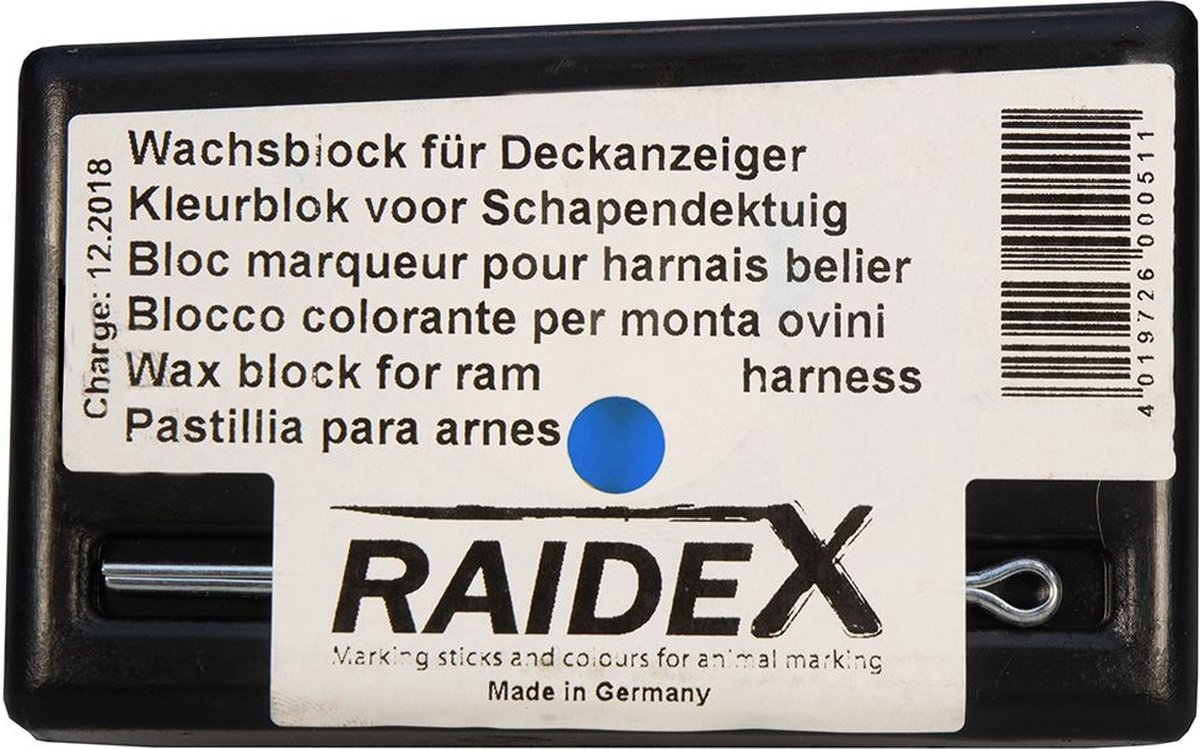 Wachsblock für Deckanzeiger
Kleurblok voor Schapendektuig
Bloc marqueur pour harnais belier
Blocco colorante per monta ovini
Wax block for ram harness
Pastillia para arnes
Charge: 12.2018
4 019726 000511
RAIDEX
Marking sticks and colours for animal marking
Made in Germany